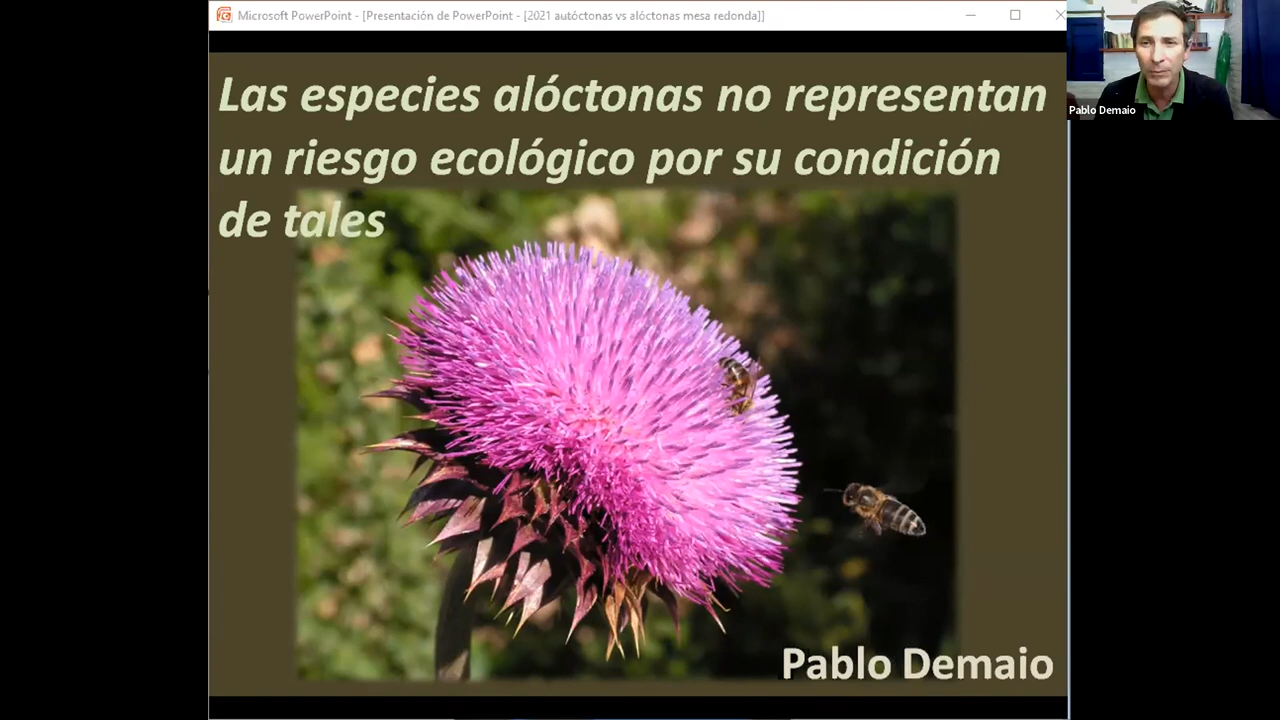 Microsoft PowerPoint - [Presentación de PowerPoint - [2021 autóctonas vs alóctonas mesa redonda]]
Las especies alóctonas no representan
un riesgo ecológico por su condición
de tales
Pablo Demaio
Pablo Demaio